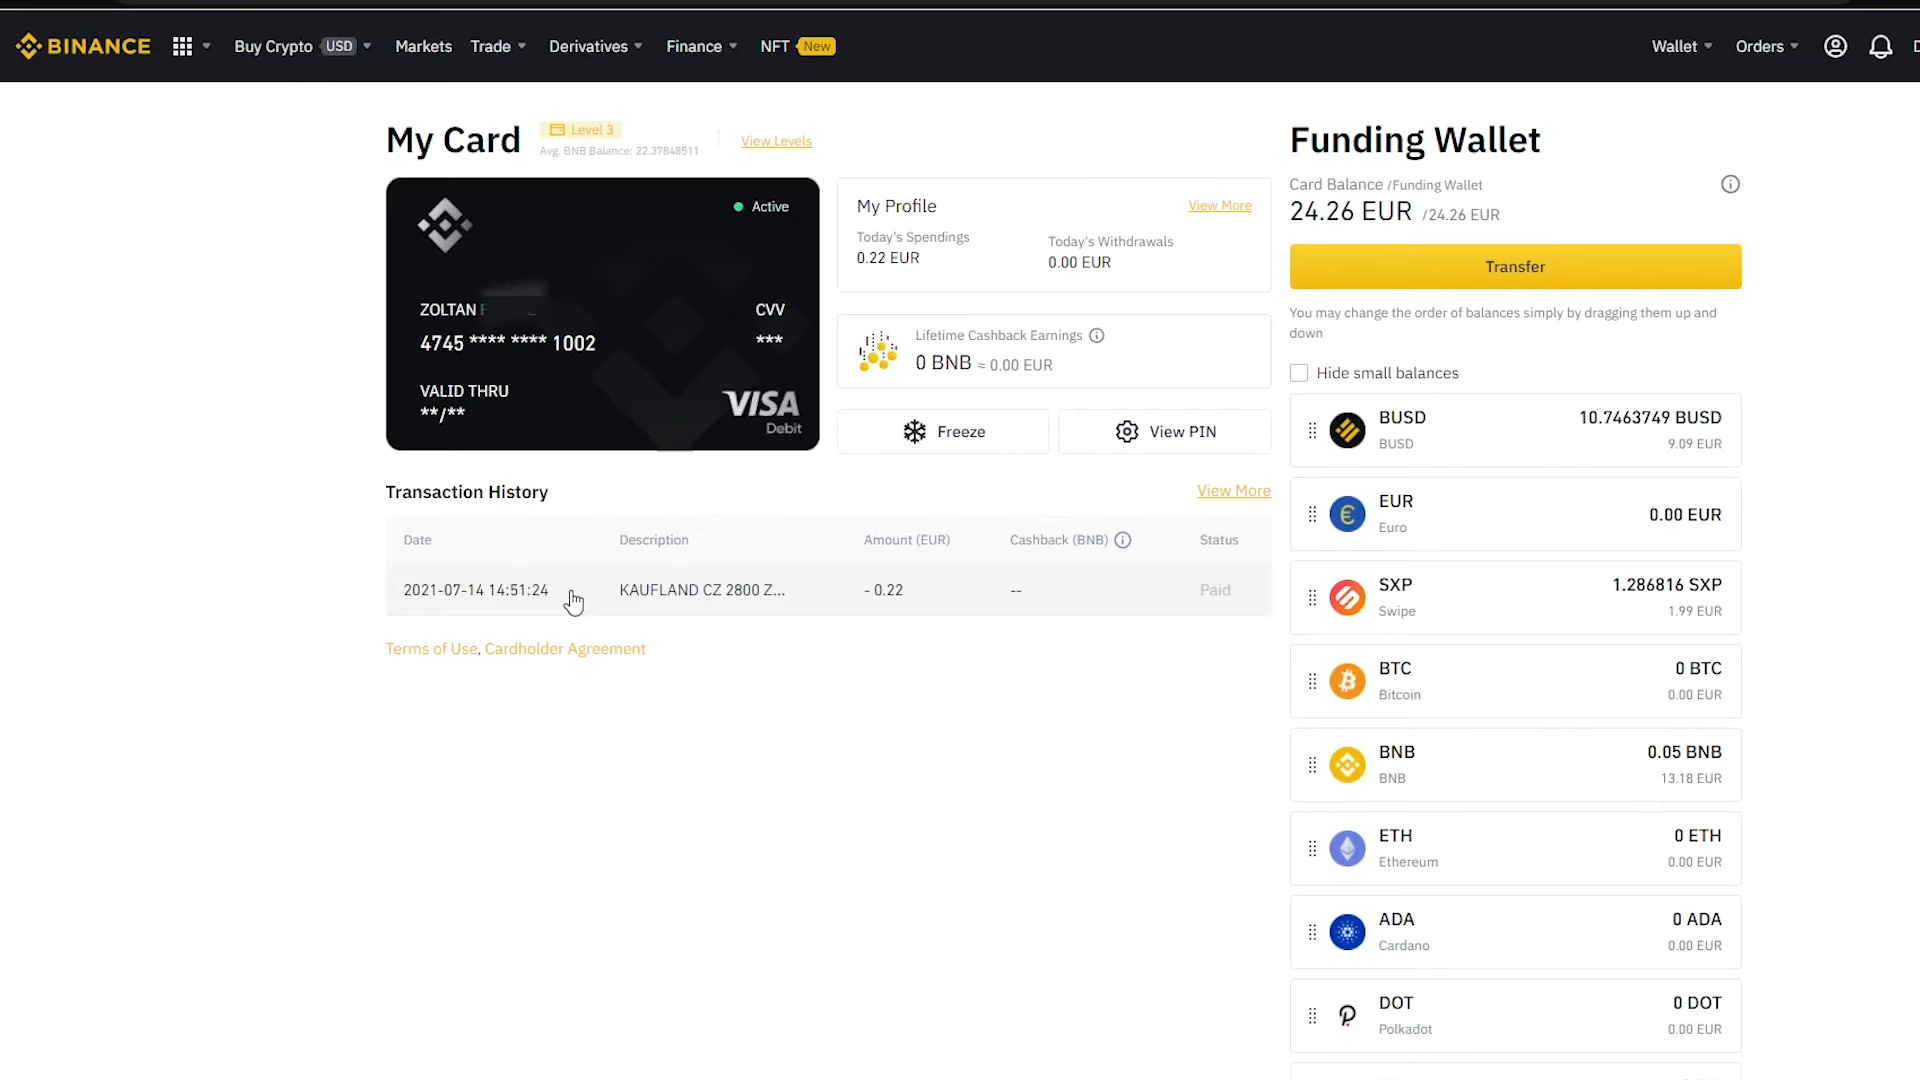 BINANCE
Buy Crypto USD
Markets
Trade
Derivatives
Finance
NFT New
Wallet
Orders
My Card
Level 3
Avg. BNB Balance: 22.37848511
View Levels
Active
ZOLTAN
CVV
4745 **** **** 1002
***
VALID THRU
**/**
VISA
Debit
My Profile
View More
Today's Spendings
0.22 EUR
Today's Withdrawals
0.00 EUR
Lifetime Cashback Earnings
0 BNB ≈ 0.00 EUR
Freeze
View PIN
Transaction History
View More
Date Description Amount (EUR) Cashback (BNB) Status
2021-07-14 14:51:24 KAUFLAND CZ 2800 Z... - 0.22 -- Paid
Terms of Use, Cardholder Agreement
Funding Wallet
Card Balance /Funding Wallet
24.26 EUR /24.26 EUR
Transfer
You may change the order of balances simply by dragging them up and
down
Hide small balances
BUSD 10.7463749 BUSD
BUSD 9.09 EUR
EUR
Euro
0.00 EUR
SXP 1.286816 SXP
Swipe 1.99 EUR
BTC 0 BTC
Bitcoin 0.00 EUR
BNB 0.05 BNB
BNB 13.18 EUR
ETH 0 ETH
Ethereum 0.00 EUR
ADA 0 ADA
Cardano 0.00 EUR
DOT 0 DOT
Polkadot 0.00 EUR